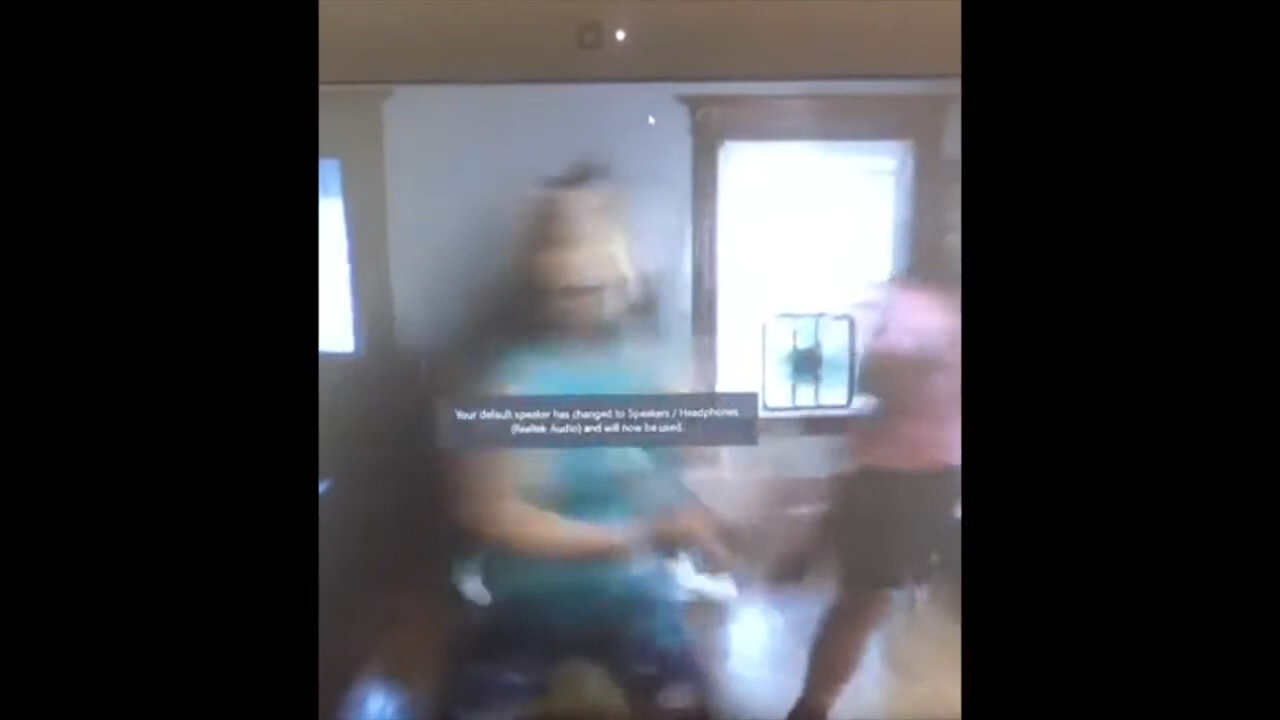 Your default speaker has changed to Speakers / Headphones
(Realtek Audio) and will now be used.